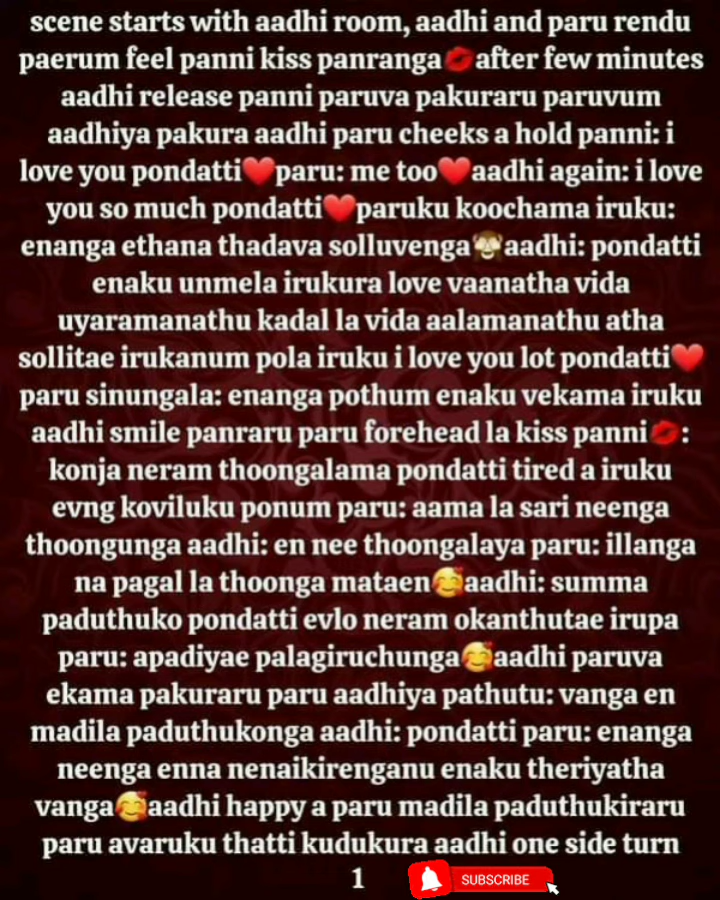 scene starts with aadhi room, aadhi and paru rendu
paerum feel panni kiss panranga💋after few minutes
aadhi release panni paruva pakuraru paruvum
aadhiya pakura aadhi paru cheeks a hold panni: i
love you pondatti❤️paru: me too❤️aadhi again: i love
you so much pondatti❤️paruku koochama iruku:
enanga ethana thadava solluvenga🙈aadhi: pondatti
enaku unmela irukura love vaanatha vida
uyaramanathu kadal la vida aalamanathu atha
sollitae irukanum pola iruku i love you lot pondatti❤️
paru sinungala: enanga pothum enaku vekama iruku
aadhi smile panraru paru forehead la kiss panni💋:
konja neram thoongalama pondatti tired a iruku
evng koviluku ponum paru: aama la sari neenga
thoongunga aadhi: en nee thoongalaya paru: illanga
na pagal la thoonga mataen🥰aadhi: summa
paduthuko pondatti evlo neram okanthutae irupa
paru: apadiyae palagiruchunga🥰aadhi paruva
ekama pakuraru paru aadhiya pathutu: vanga en
madila paduthukonga aadhi: pondatti paru: enanga
neenga enna nenaikirenganu enaku theriyatha
vanga🥰aadhi happy a paru madila paduthukiraru
paru avaruku thatti kudukura aadhi one side turn
1
SUBSCRIBE